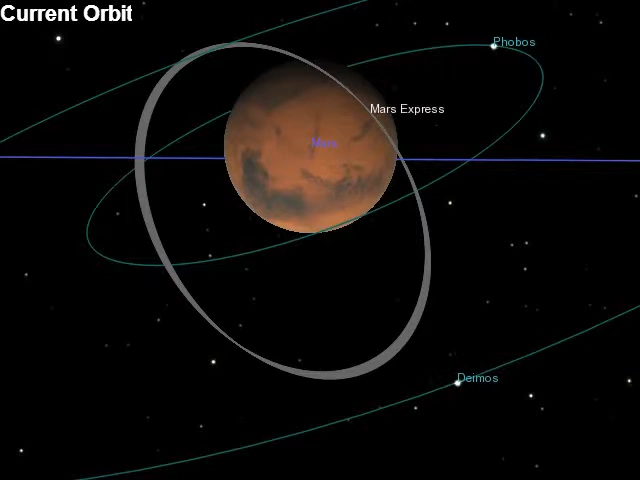 Current Orbit
Phobos
Mars Express
Mars
Deimos